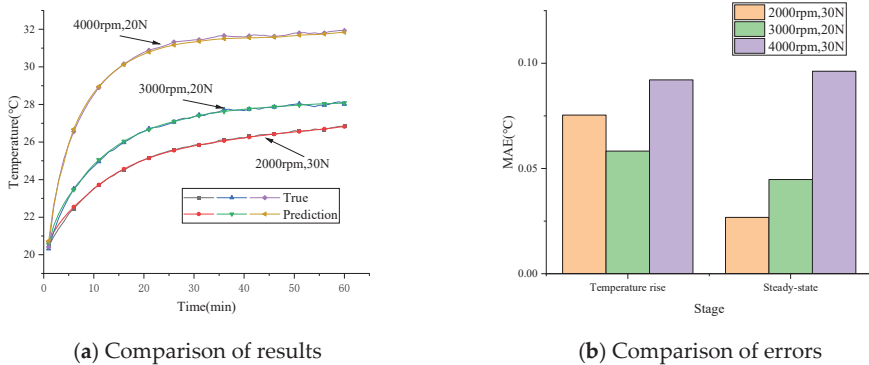 32
30
28
26
24
22
20
Temperature(℃)
4000rpm,20N
3000rpm,20N
2000rpm,30N
True
Prediction
0 10 20 30 40 50 60
Time(min)
(a) Comparison of results
2000rpm,30N
3000rpm,20N
4000rpm,30N
0.10
0.05
0.00
MAE(℃)
Temperature rise Steady-state
Stage
(b) Comparison of errors